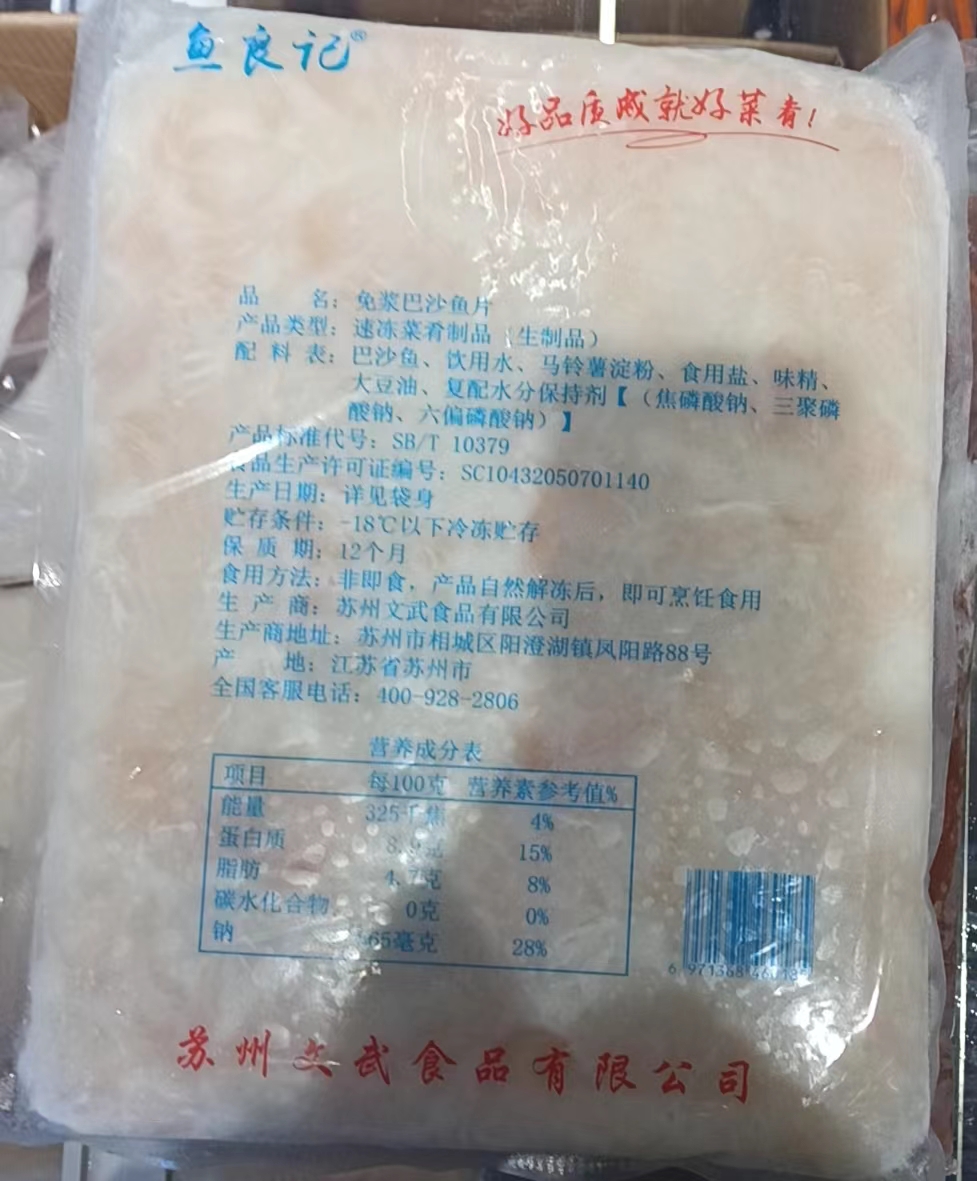 鱼良记®
好品质成就好菜肴!
品 名: 免浆巴沙鱼片
产品类型: 速冻菜肴制品(生制品)
配 料 表: 巴沙鱼、饮用水、马铃薯淀粉、食用盐、味精、
大豆油、复配水分保持剂【(焦磷酸钠、三聚磷
酸钠、六偏磷酸钠)】
产品标准代号: SB/T 10379
食品生产许可证编号: SC10432050701140
生产日期: 详见袋身
贮存条件: -18℃以下冷冻贮存
保 质 期: 12个月
食用方法: 非即食,产品自然解冻后,即可烹饪食用
生 产 商: 苏州文武食品有限公司
生产商地址: 苏州市相城区阳澄湖镇凤阳路88号
产 地: 江苏省苏州市
全国客服电话: 400-928-2806
营养成分表
项目 每100克 营养素参考值%
能量 325千焦 4%
蛋白质 克 15%
脂肪 克 8%
碳水化合物 0克 0%
钠 毫克 28%
6 971368
苏州文武食品有限公司